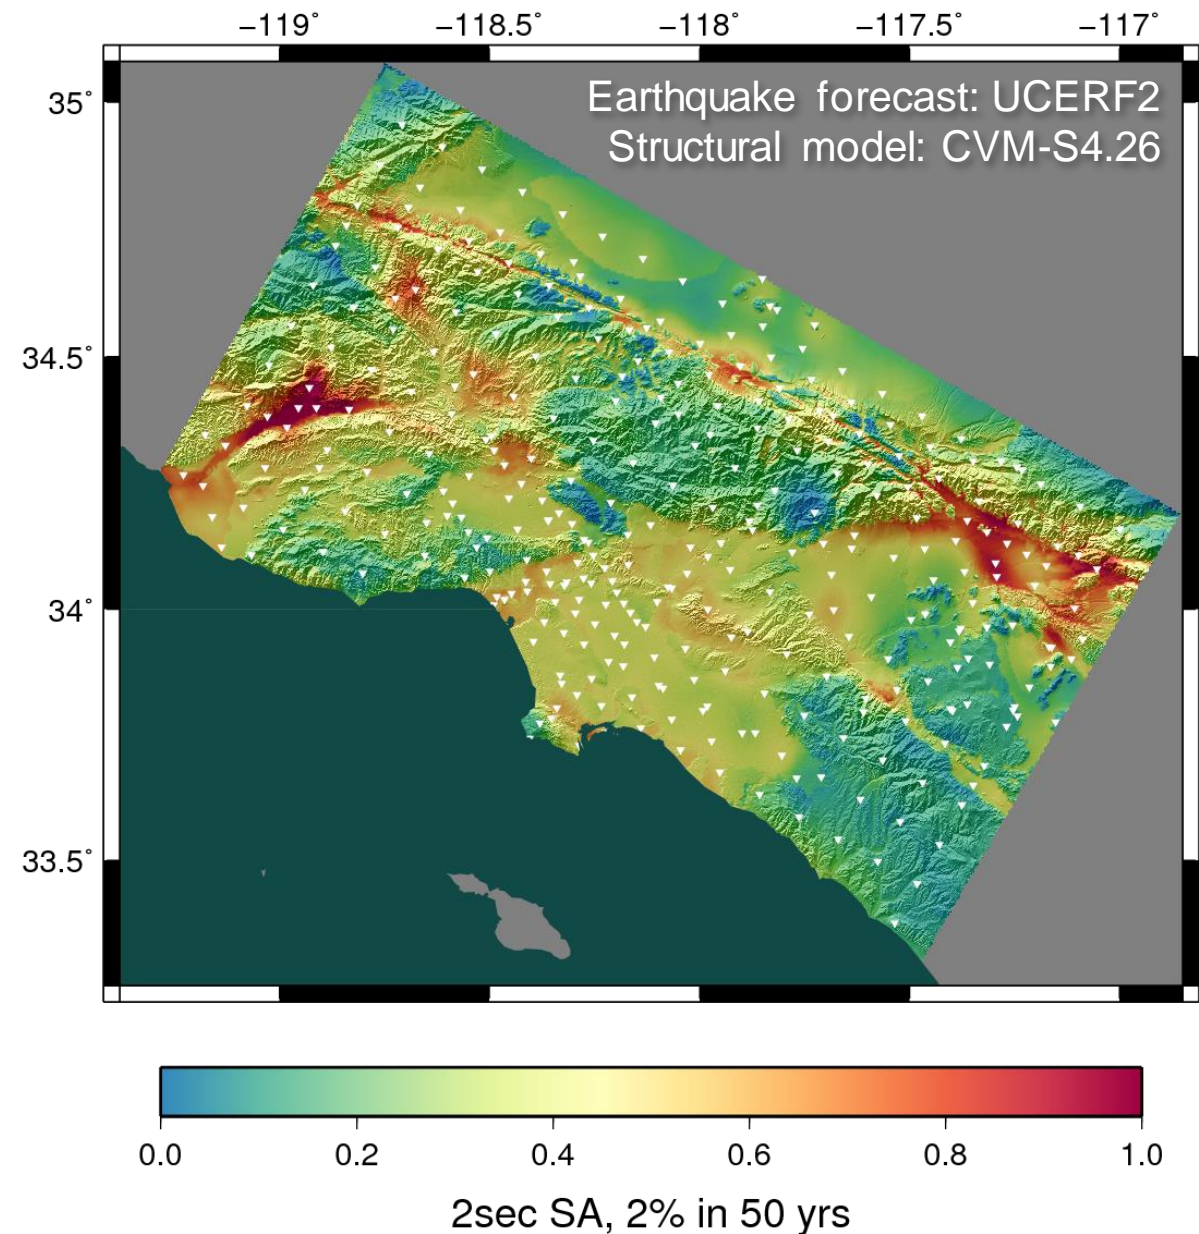 −119˚ −118.5˚ −118˚ −117.5˚ −117˚
35˚
Earthquake forecast: UCERF2
Structural model: CVM-S4.26
34.5˚
34˚
33.5˚
0.0 0.2 0.4 0.6 0.8 1.0
2sec SA, 2% in 50 yrs